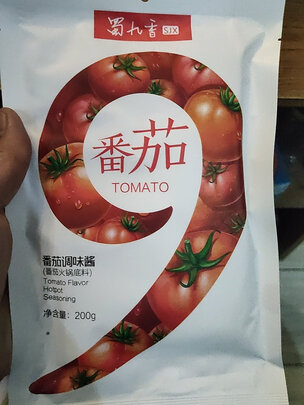 蜀九香 SJX
番茄
TOMATO
番茄调味酱
(番茄火锅底料)
Tomato Flavor
Hotpot
Seasoning
净含量: 200g